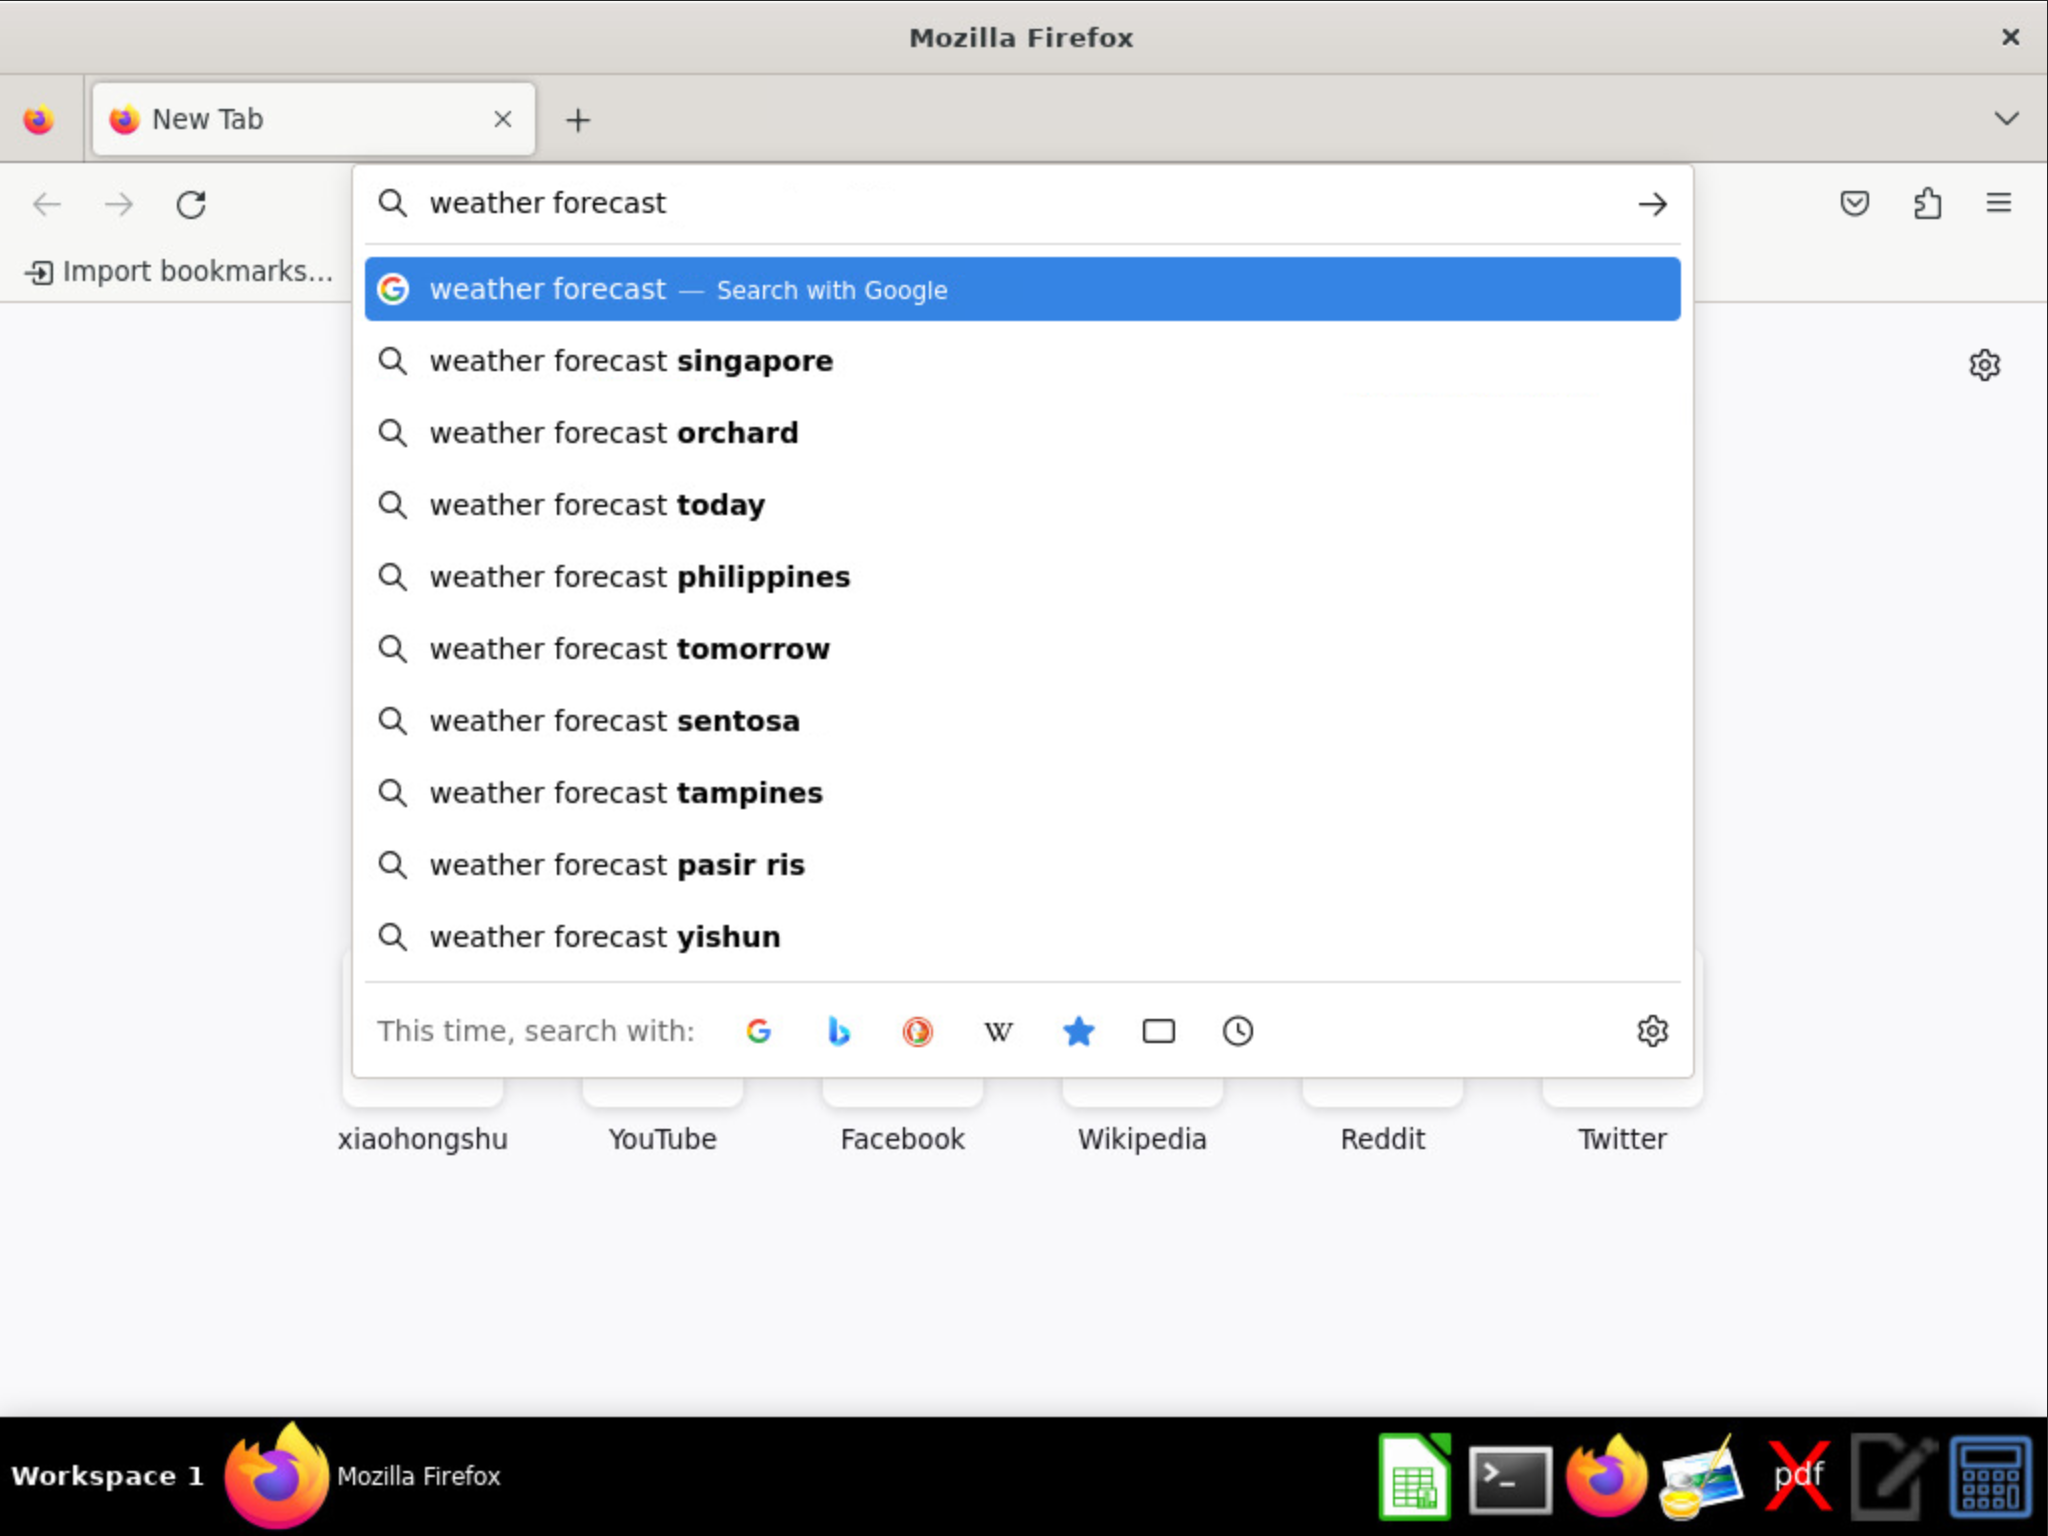 Mozilla Firefox
New Tab
weather forecast
Import bookmarks...
weather forecast — Search with Google
weather forecast singapore
weather forecast orchard
weather forecast today
weather forecast philippines
weather forecast tomorrow
weather forecast sentosa
weather forecast tampines
weather forecast pasir ris
weather forecast yishun
This time, search with:
xiaohongshu YouTube Facebook Wikipedia Reddit Twitter
Workspace 1 Mozilla Firefox pdf